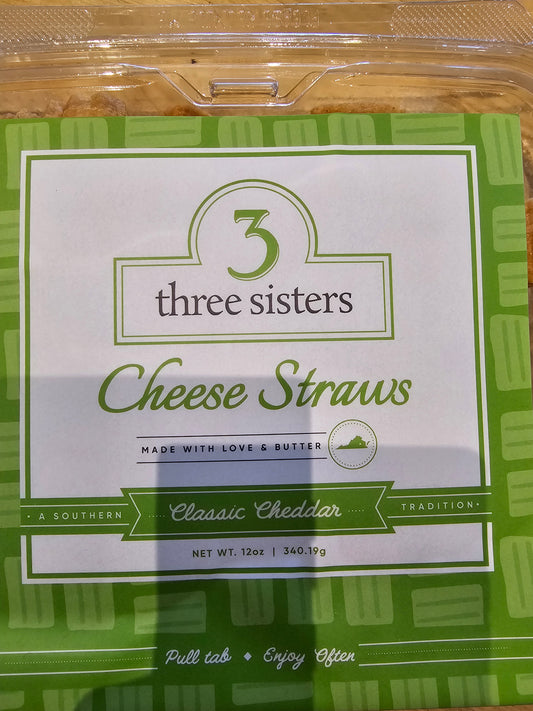 3
three sisters
Cheese Straws
MADE WITH LOVE & BUTTER
• A SOUTHERN Classic Cheddar TRADITION •
NET WT. 12oz | 340.19g
Pull tab ◆ Enjoy Often